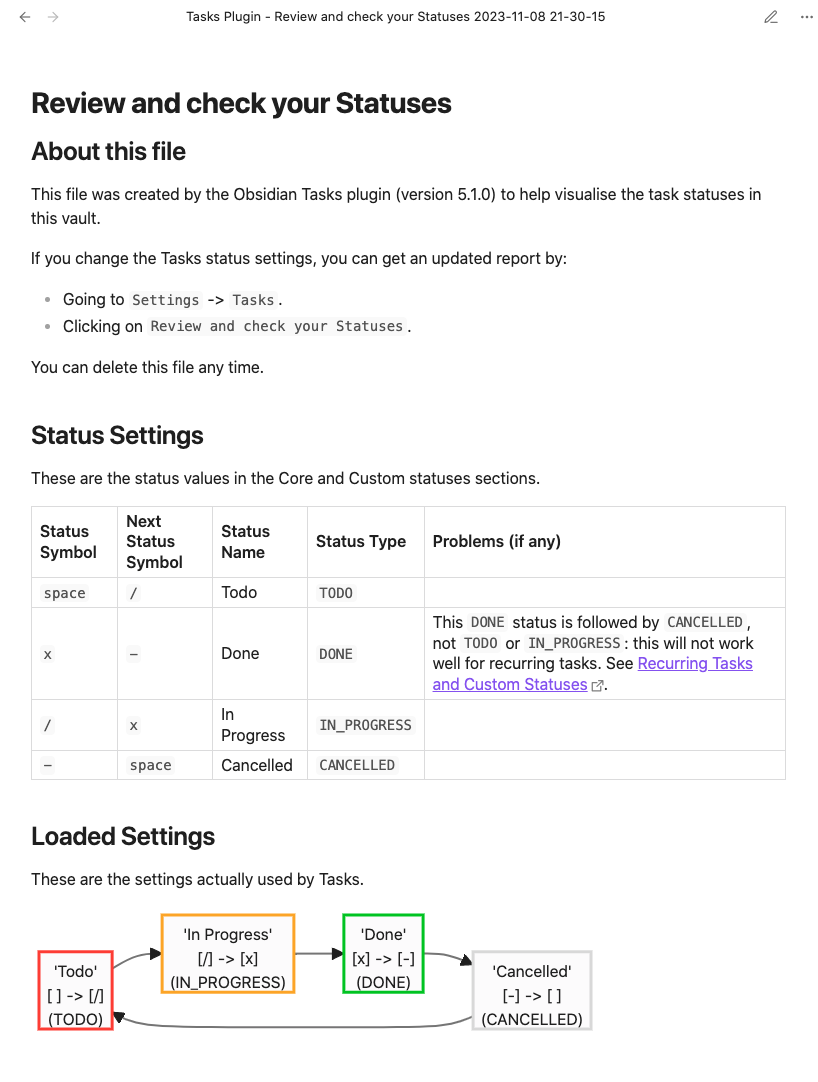 Tasks Plugin - Review and check your Statuses 2023-11-08 21-30-15
Review and check your Statuses
About this file
This file was created by the Obsidian Tasks plugin (version 5.1.0) to help visualise the task statuses in
this vault.
If you change the Tasks status settings, you can get an updated report by:
• Going to Settings -> Tasks.
• Clicking on Review and check your Statuses.
You can delete this file any time.
Status Settings
These are the status values in the Core and Custom statuses sections.
Status Symbol | Next Status Symbol | Status Name | Status Type | Problems (if any)
space | / | Todo | TODO |
x | – | Done | DONE | This DONE status is followed by CANCELLED, not TODO or IN_PROGRESS: this will not work well for recurring tasks. See Recurring Tasks and Custom Statuses.
/ | x | In Progress | IN_PROGRESS |
– | space | Cancelled | CANCELLED |
Loaded Settings
These are the settings actually used by Tasks.
'Todo'
[ ] -> [/]
(TODO)
'In Progress'
[/] -> [x]
(IN_PROGRESS)
'Done'
[x] -> [-]
(DONE)
'Cancelled'
[-] -> [ ]
(CANCELLED)